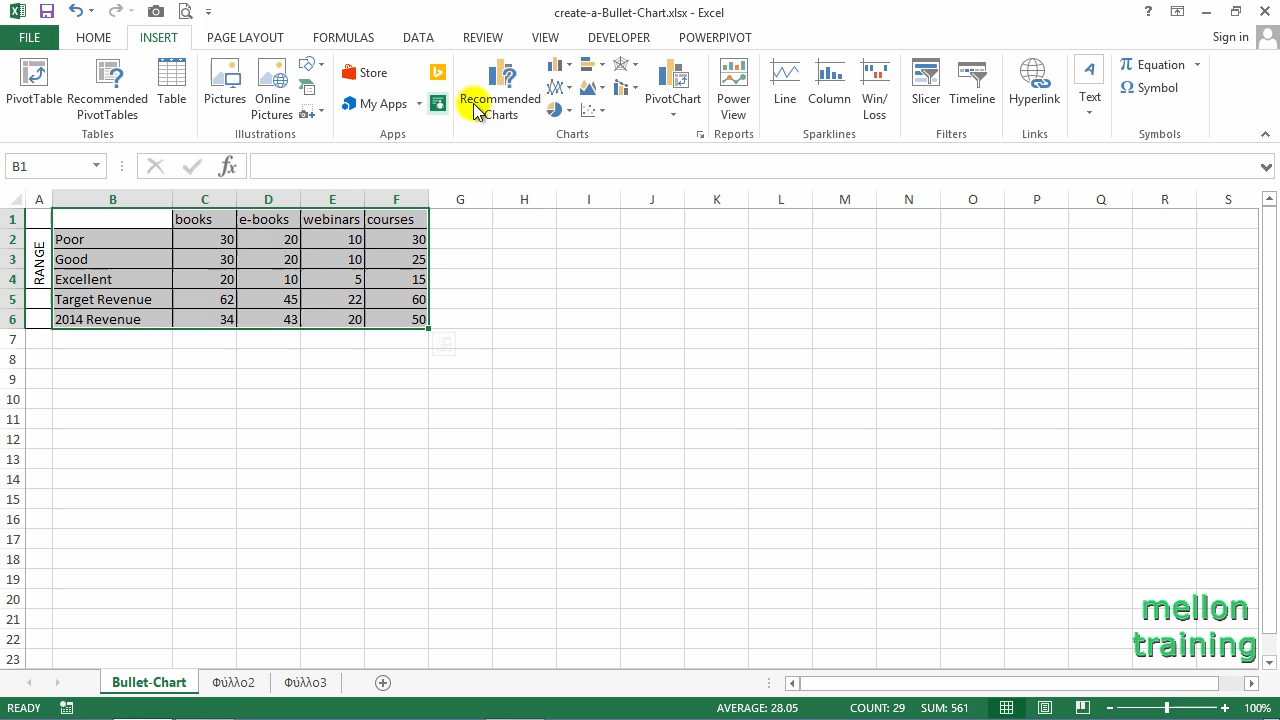 create-a-Bullet-Chart.xlsx - Excel
FILE HOME INSERT PAGE LAYOUT FORMULAS DATA REVIEW VIEW DEVELOPER POWERPIVOT Sign in
PivotTable
Recommended
PivotTables
Table
Tables
Pictures
Online
Pictures
Illustrations
Store
My Apps
Apps
Recommended
Charts
PivotChart
Charts
Power
View
Reports
Line
Column
Win/
Loss
Sparklines
Slicer
Timeline
Filters
Hyperlink
Links
Text
Equation
Symbol
Symbols
B1
fx
A B C D E F G H I J K L M N O P Q R S
1 books e-books webinars courses
2 Poor 30 20 10 30
3 Good 30 20 10 25
4 Excellent 20 10 5 15
5 Target Revenue 62 45 22 60
6 2014 Revenue 34 43 20 50
RANGE
7
8
9
10
11
12
13
14
15
16
17
18
19
20
21
22
23
mellon
training
Bullet-Chart Φύλλο2 Φύλλο3
READY AVERAGE: 28.05 COUNT: 29 SUM: 561 100%